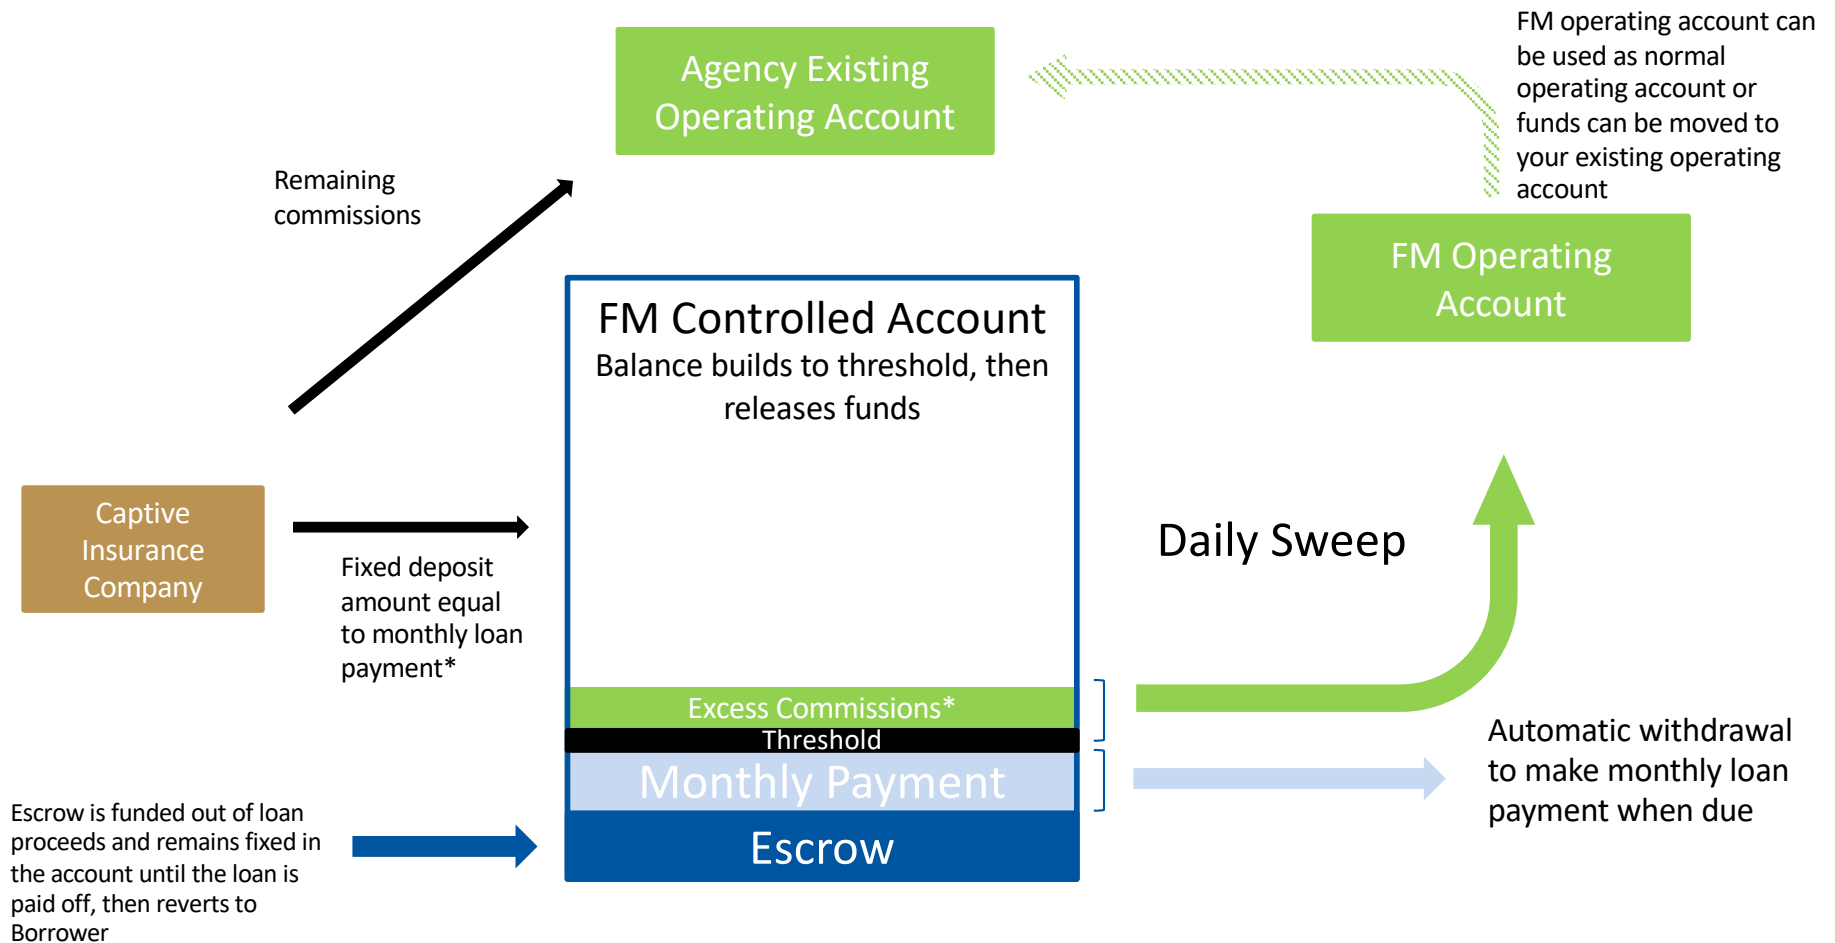 FM operating account can
be used as normal
operating account or
funds can be moved to
your existing operating
account
Agency Existing
Operating Account
Remaining
commissions
FM Operating
Account
FM Controlled Account
Balance builds to threshold, then
releases funds
Captive
Insurance
Company
Fixed deposit
amount equal
to monthly loan
payment*
Daily Sweep
Excess Commissions*
Threshold
Monthly Payment
Escrow
Automatic withdrawal
to make monthly loan
payment when due
Escrow is funded out of loan
proceeds and remains fixed in
the account until the loan is
paid off, then reverts to
Borrower